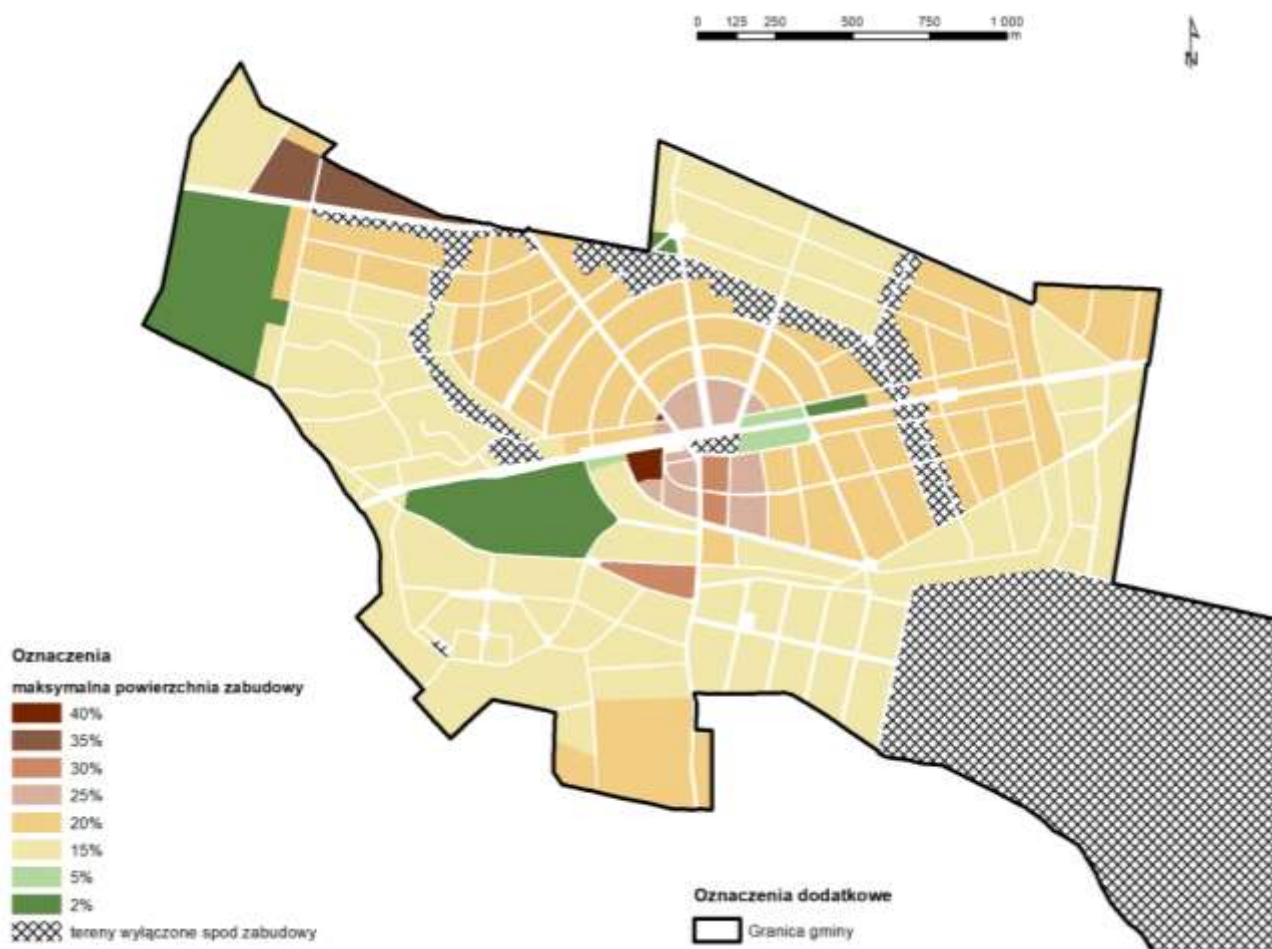 0 125 250 500 750 1 000
m
N
Oznaczenia
maksymalna powierzchnia zabudowy
40%
35%
30%
25%
20%
15%
5%
2%
tereny wyłączone spod zabudowy
Oznaczenia dodatkowe
Granica gminy